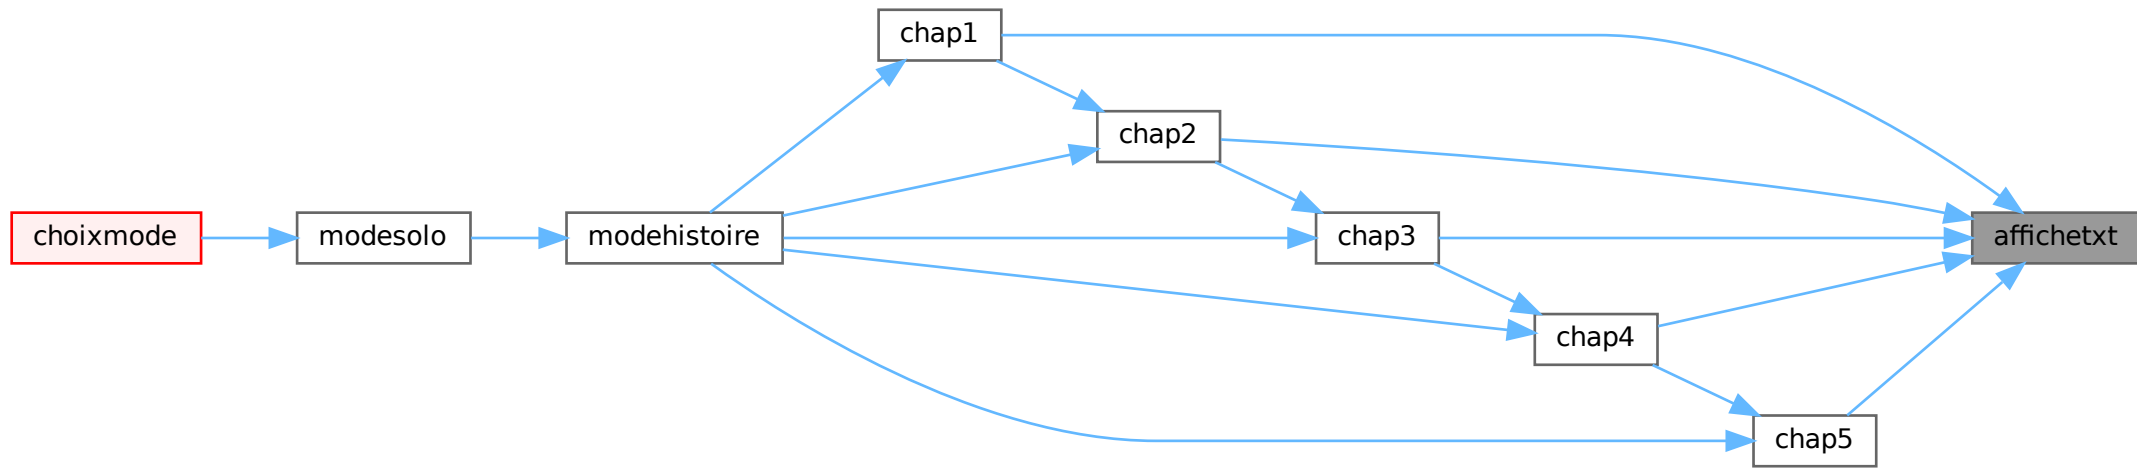 choixmode
modesolo
modehistoire
chap1
chap2
chap3
chap4
chap5
affichetxt